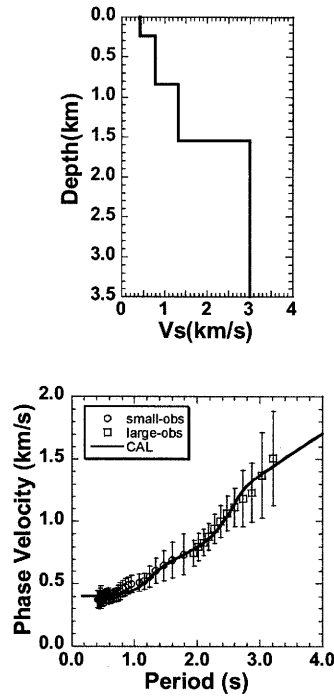 0.0
0.5
1.0
1.5
2.0
2.5
3.0
3.5
Depth(km)
0 1 2 3 4
Vs(km/s)
2.0
1.5
1.0
0.5
0.0
Phase Velocity (km/s)
small-obs
large-obs
CAL
0.0 1.0 2.0 3.0 4.0
Period (s)